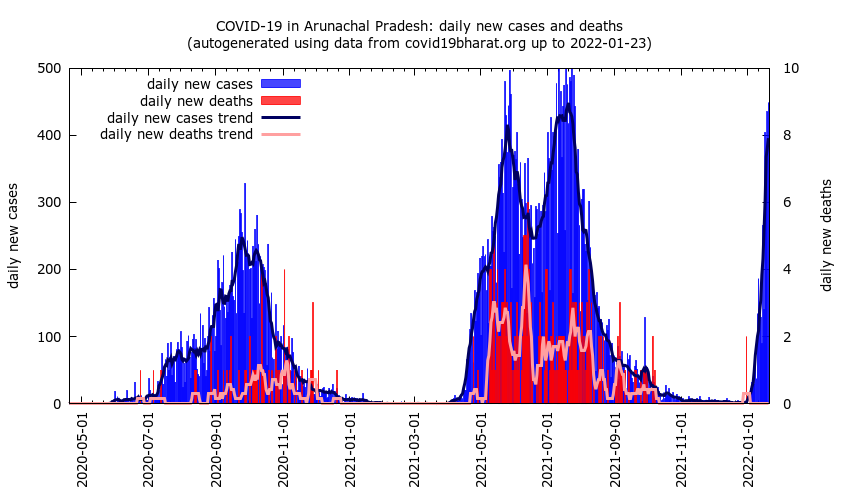 COVID-19 in Arunachal Pradesh: daily new cases and deaths
(autogenerated using data from covid19bharat.org up to 2022-01-23)
daily new cases
daily new deaths
daily new cases trend
daily new deaths trend
daily new cases
500
400
300
200
100
0
daily new deaths
10
8
6
4
2
0
2020-05-01
2020-07-01
2020-09-01
2020-11-01
2021-01-01
2021-03-01
2021-05-01
2021-07-01
2021-09-01
2021-11-01
2022-01-01